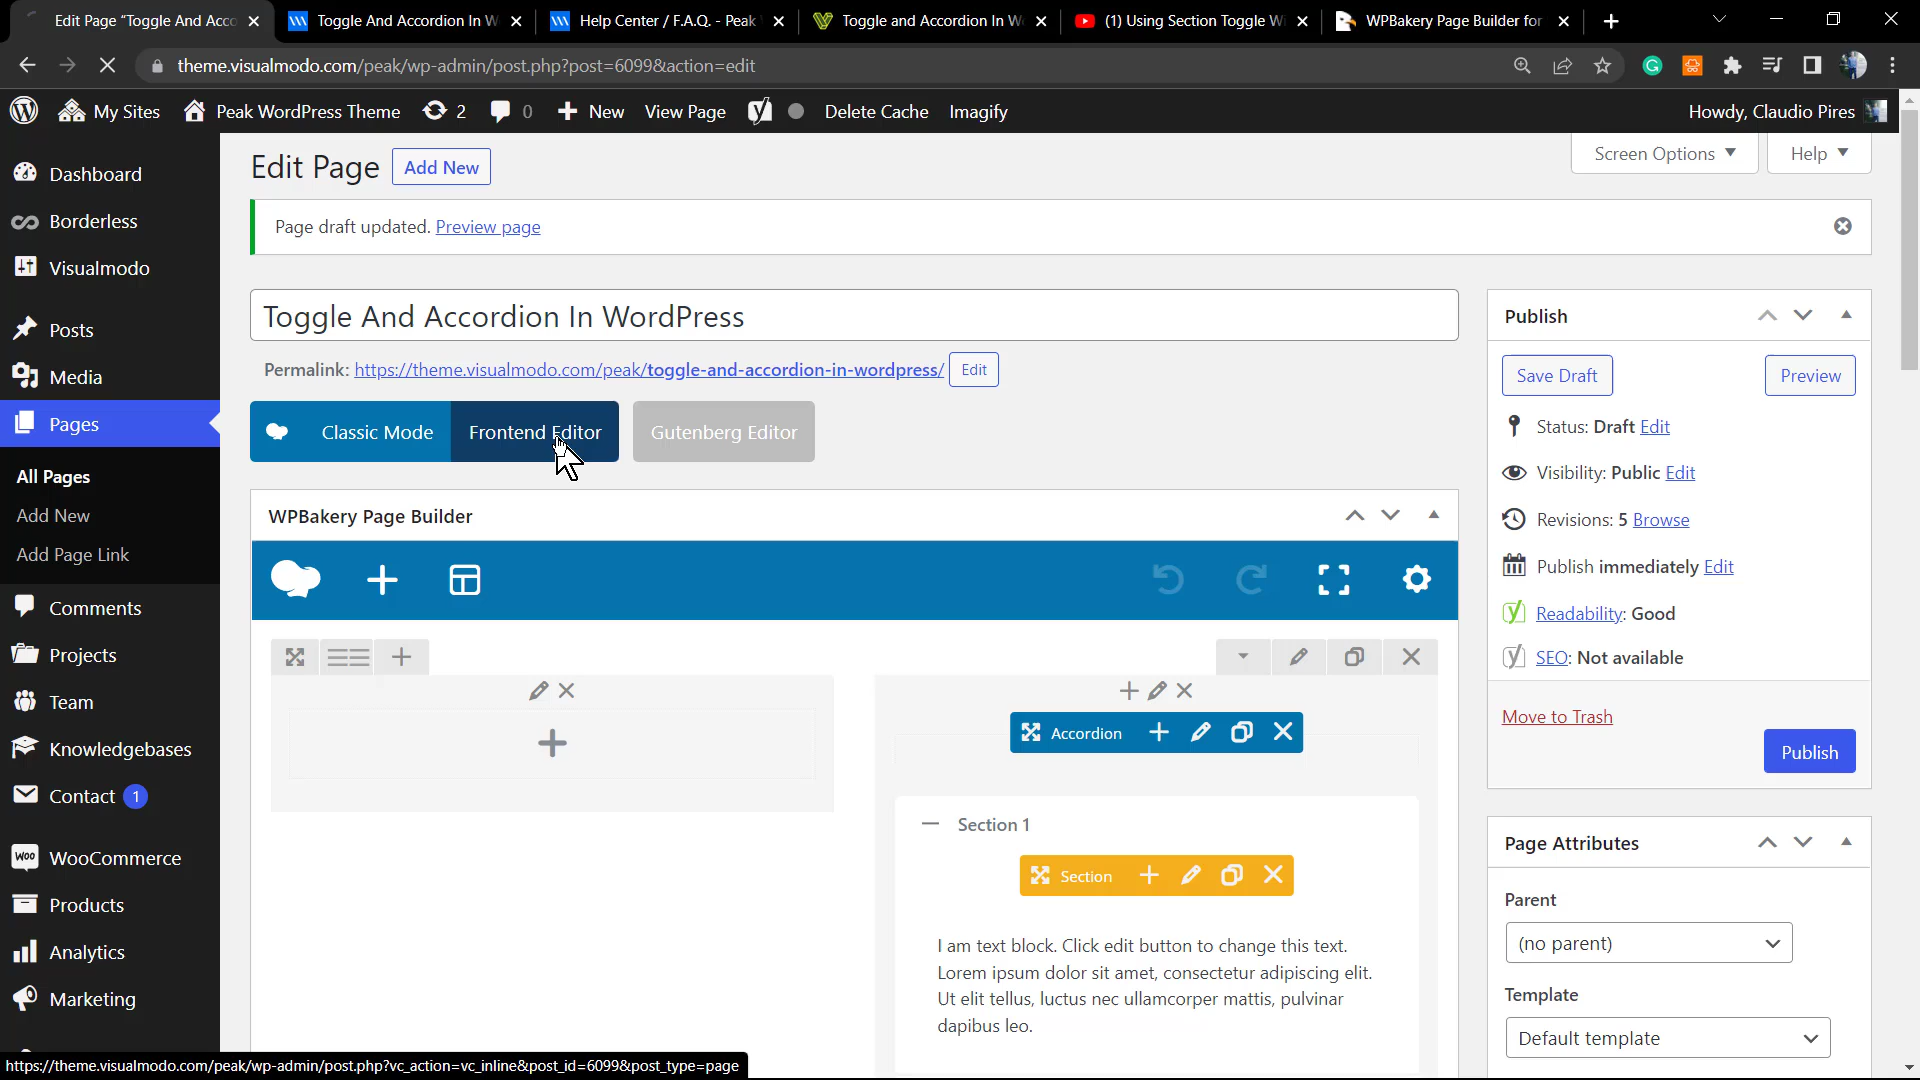 Edit Page "Toggle And Acco
Toggle And Accordion In W
Help Center / F.A.Q. - Peak
Toggle and Accordion In W
(1) Using Section Toggle W
WPBakery Page Builder for
theme.visualmodo.com/peak/wp-admin/post.php?post=6099&action=edit
My Sites
Peak WordPress Theme
2
0
New
View Page
Delete Cache
Imagify
Howdy, Claudio Pires
Dashboard
Borderless
Visualmodo
Posts
Media
Pages
All Pages
Add New
Add Page Link
Comments
Projects
Team
Knowledgebases
Contact 1
WooCommerce
Products
Analytics
Marketing
Edit Page
Add New
Screen Options
Help
Page draft updated. Preview page
Toggle And Accordion In WordPress
Permalink: https://theme.visualmodo.com/peak/toggle-and-accordion-in-wordpress/ Edit
Classic Mode
Frontend Editor
Gutenberg Editor
WPBakery Page Builder
Accordion
Section 1
Section
I am text block. Click edit button to change this text.
Lorem ipsum dolor sit amet, consectetur adipiscing elit.
Ut elit tellus, luctus nec ullamcorper mattis, pulvinar
dapibus leo.
Publish
Save Draft
Preview
Status: Draft Edit
Visibility: Public Edit
Revisions: 5 Browse
Publish immediately Edit
Readability: Good
SEO: Not available
Move to Trash
Publish
Page Attributes
Parent
(no parent)
Template
Default template
https://theme.visualmodo.com/peak/wp-admin/post.php?vc_action=vc_inline&post_id=6099&post_type=page